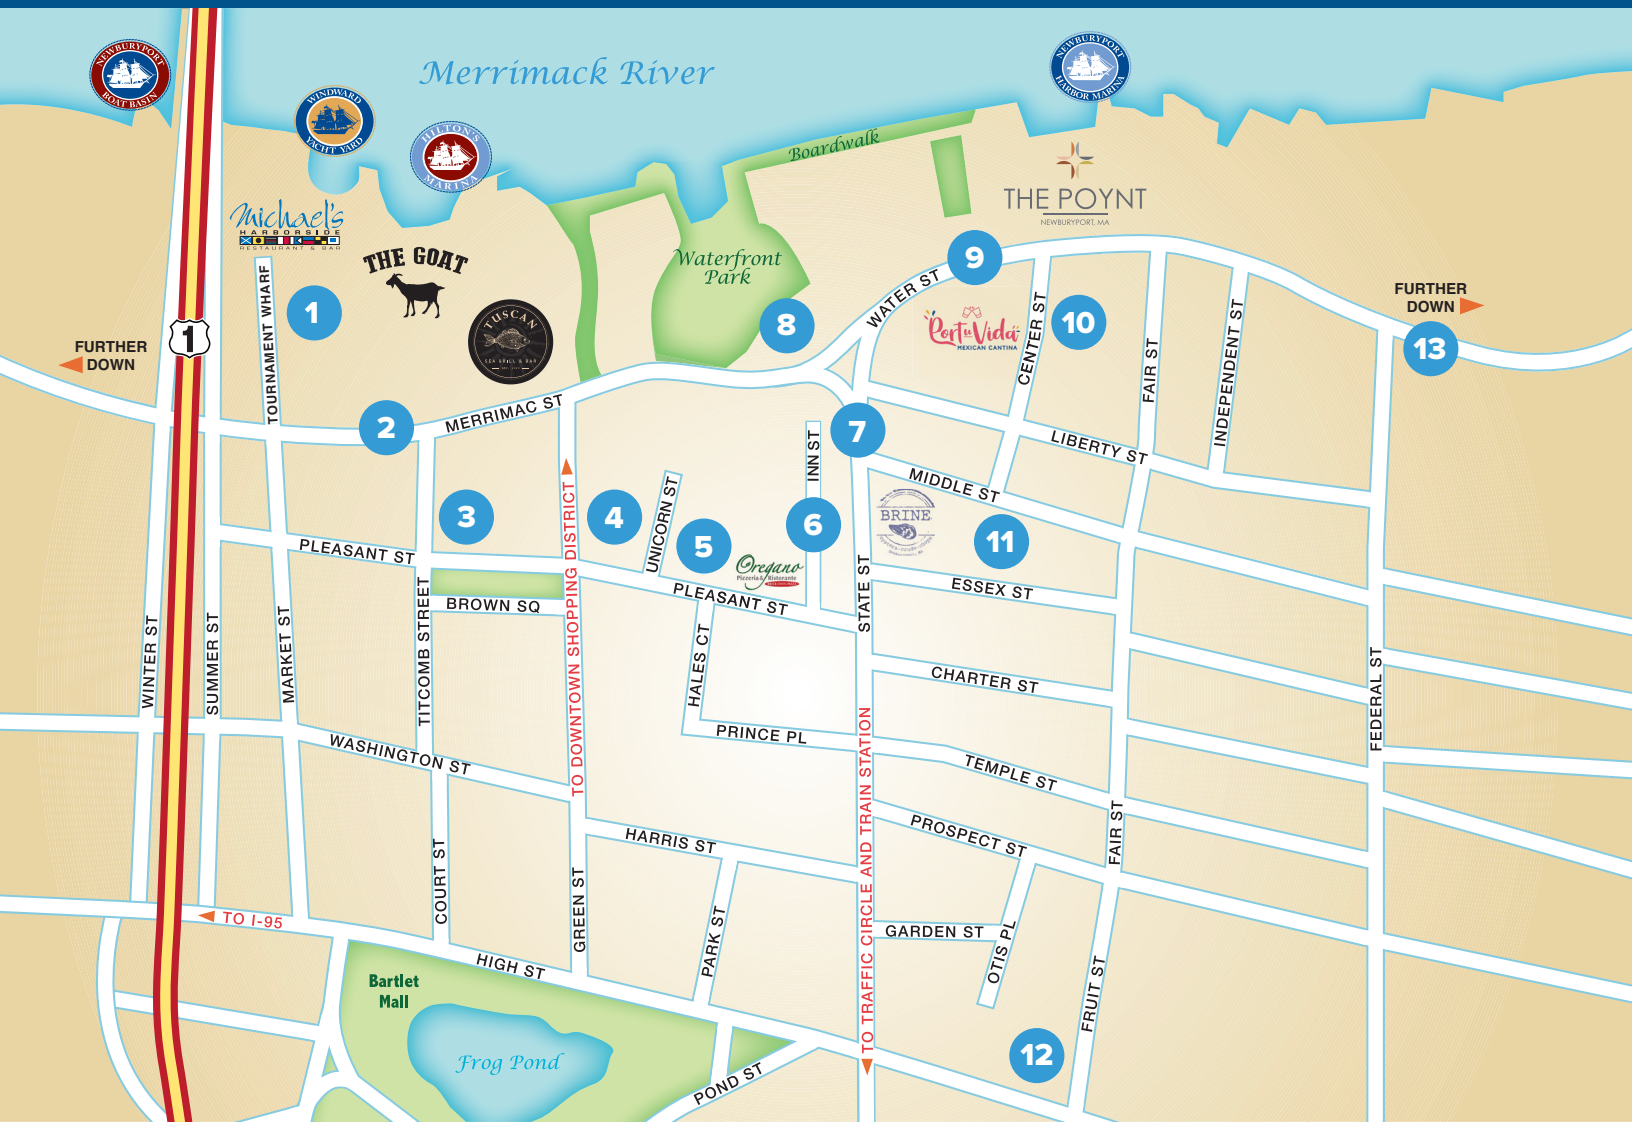 NEWBURYPORT
BOAT BASIN
WINDWARD
YACHT YARD
HILTON'S
MARINA
NEWBURYPORT
HARBOR MARINA
Merrimack River
Boardwalk
THE POYNT
NEWBURYPORT, MA
Michael's
HARBORSIDE
RESTAURANT & BAR
THE GOAT
TUSCAN
SEA GRILL & BAR
Waterfront
Park
1
2
3
4
5
6
7
8
9
10
11
12
13
1
FURTHER
DOWN
FURTHER
DOWN
Port u Vida
MEXICAN CANTINA
BRINE
Oregano
Pizzeria & Ristorante
TOURNAMENT WHARF
MERRIMAC ST
WATER ST
CENTER ST
FAIR ST
INDEPENDENT ST
LIBERTY ST
MIDDLE ST
INN ST
UNICORN ST
PLEASANT ST
BROWN SQ
PLEASANT ST
STATE ST
ESSEX ST
CHARTER ST
HALES CT
PRINCE PL
TEMPLE ST
PROSPECT ST
WINTER ST
SUMMER ST
MARKET ST
TITCOMB STREET
TO DOWNTOWN SHOPPING DISTRICT
WASHINGTON ST
HARRIS ST
COURT ST
GREEN ST
PARK ST
TO TRAFFIC CIRCLE AND TRAIN STATION
GARDEN ST
OTIS PL
FAIR ST
FRUIT ST
FEDERAL ST
TO I-95
HIGH ST
Bartlet
Mall
Frog Pond
POND ST